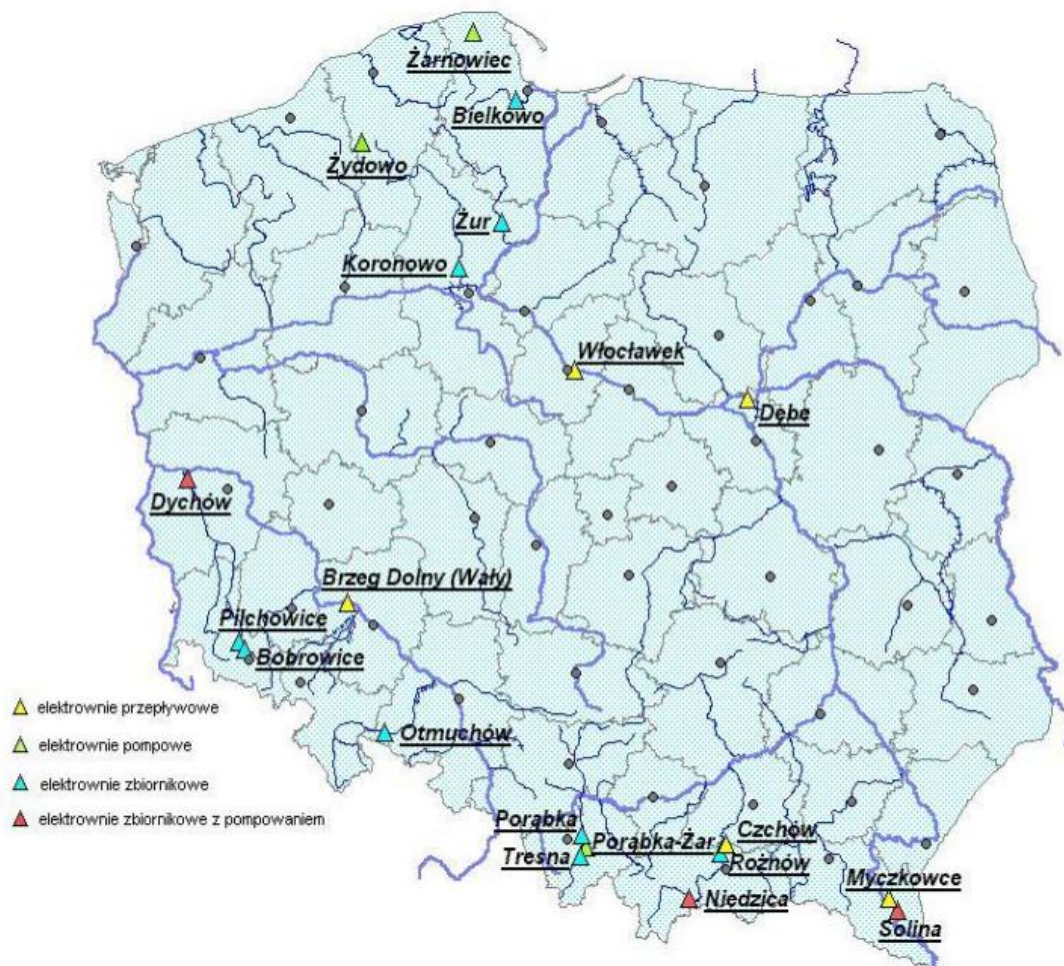 Żarnowiec
Bielkowo
Żydowo
Żur
Koronowo
Włocławek
Dębe
Dychów
Brzeg Dolny (Wały)
Pilchowice
Bobrowice
elektrownie przepływowe
Otmuchów
elektrownie pompowe
elektrownie zbiornikowe
elektrownie zbiornikowe z pompowaniem
Porąbka
Porąbka-Żar
Czchów
Tresna
Rożnów
Myczkowce
Niedzica
Solina